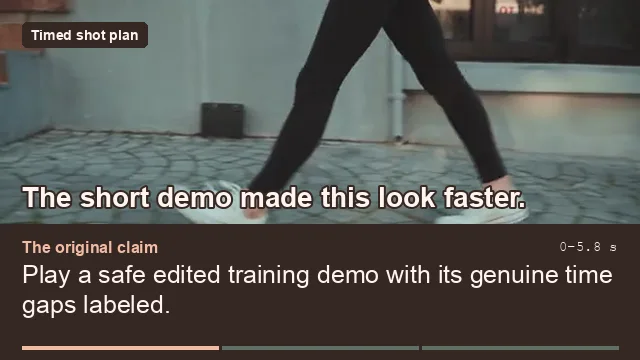 Timed shot plan
The short demo made this look faster.
The original claim
0–5.8 s
Play a safe edited training demo with its genuine time
gaps labeled.